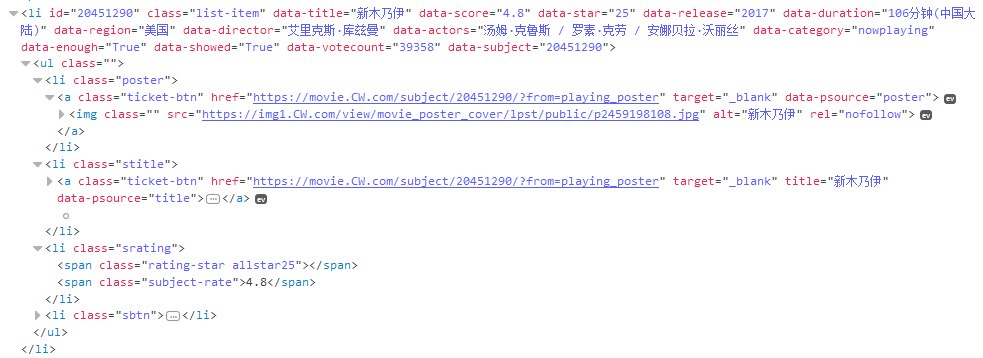 <li id="20451290" class="list-item" data-title="新木乃伊" data-score="4.8" data-star="25" data-release="2017" data-duration="106分钟(中国大
陆)" data-region="美国" data-director="艾里克斯·库兹曼" data-actors="汤姆·克鲁斯 / 罗素·克劳 / 安娜贝拉·沃丽丝" data-category="nowplaying"
data-enough="True" data-showed="True" data-votecount="39358" data-subject="20451290">
<ul class="">
<li class="poster">
<a class="ticket-btn" href="https://movie.CW.com/subject/20451290/?from=playing_poster" target="_blank" data-psource="poster"> ev
<img class="" src="https://img1.CW.com/view/movie_poster_cover/lpst/public/p2459198108.jpg" alt="新木乃伊" rel="nofollow"> ev
</a>
</li>
<li class="stitle">
<a class="ticket-btn" href="https://movie.CW.com/subject/20451290/?from=playing_poster" target="_blank" title="新木乃伊"
data-psource="title">…</a> ev
</li>
<li class="srating">
<span class="rating-star allstar25"></span>
<span class="subject-rate">4.8</span>
</li>
<li class="sbtn">…</li>
</ul>
</li>